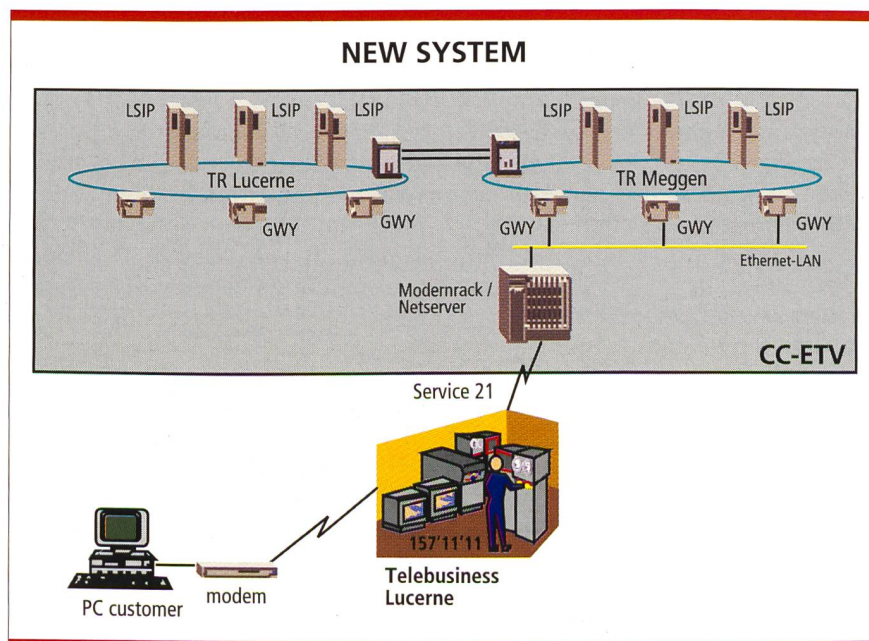 NEW SYSTEM
LSIP LSIP LSIP LSIP LSIP LSIP
TR Lucerne TR Meggen
GWY GWY GWY GWY GWY
Ethernet-LAN
Modernrack /
Netserver
CC-ETV
Service 21
157'11'11
Telebusiness
Lucerne
PC customer modem